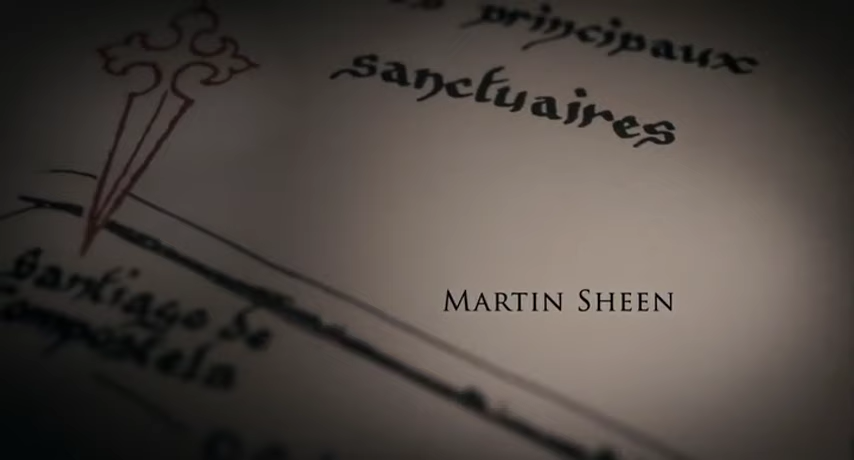 principaux
sanctuaires
Martin Sheen
Santiago de
Compostela